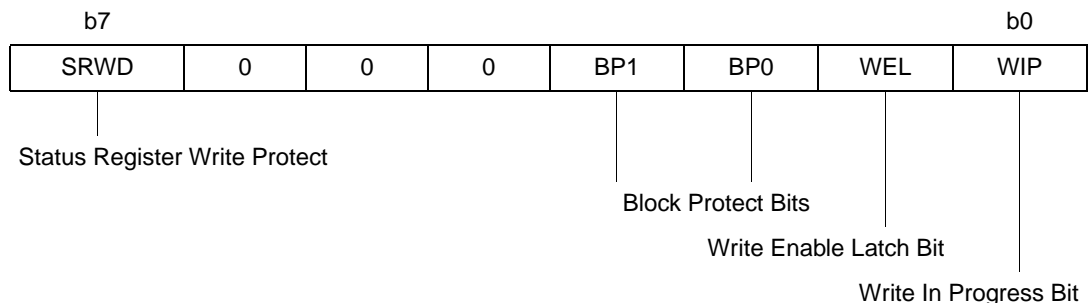 b7 b0
SRWD 0 0 0 BP1 BP0 WEL WIP
Status Register Write Protect
Block Protect Bits
Write Enable Latch Bit
Write In Progress Bit